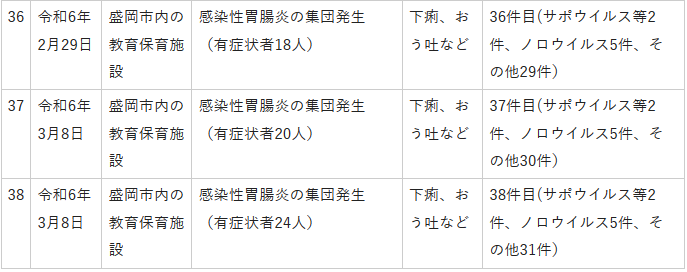 36
令和6年
2月29日
盛岡市内の
教育保育施
設
感染性胃腸炎の集団発生
（有症状者18人）
下痢、お
う吐など
36件目(サポウイルス等2
件、ノロウイルス5件、そ
の他29件）
37
令和6年
3月8日
盛岡市内の
教育保育施
設
感染性胃腸炎の集団発生
（有症状者20人）
下痢、お
う吐など
37件目(サポウイルス等2
件、ノロウイルス5件、そ
の他30件）
38
令和6年
3月8日
盛岡市内の
教育保育施
設
感染性胃腸炎の集団発生
（有症状者24人）
下痢、お
う吐など
38件目(サポウイルス等2
件、ノロウイルス5件、そ
の他31件）